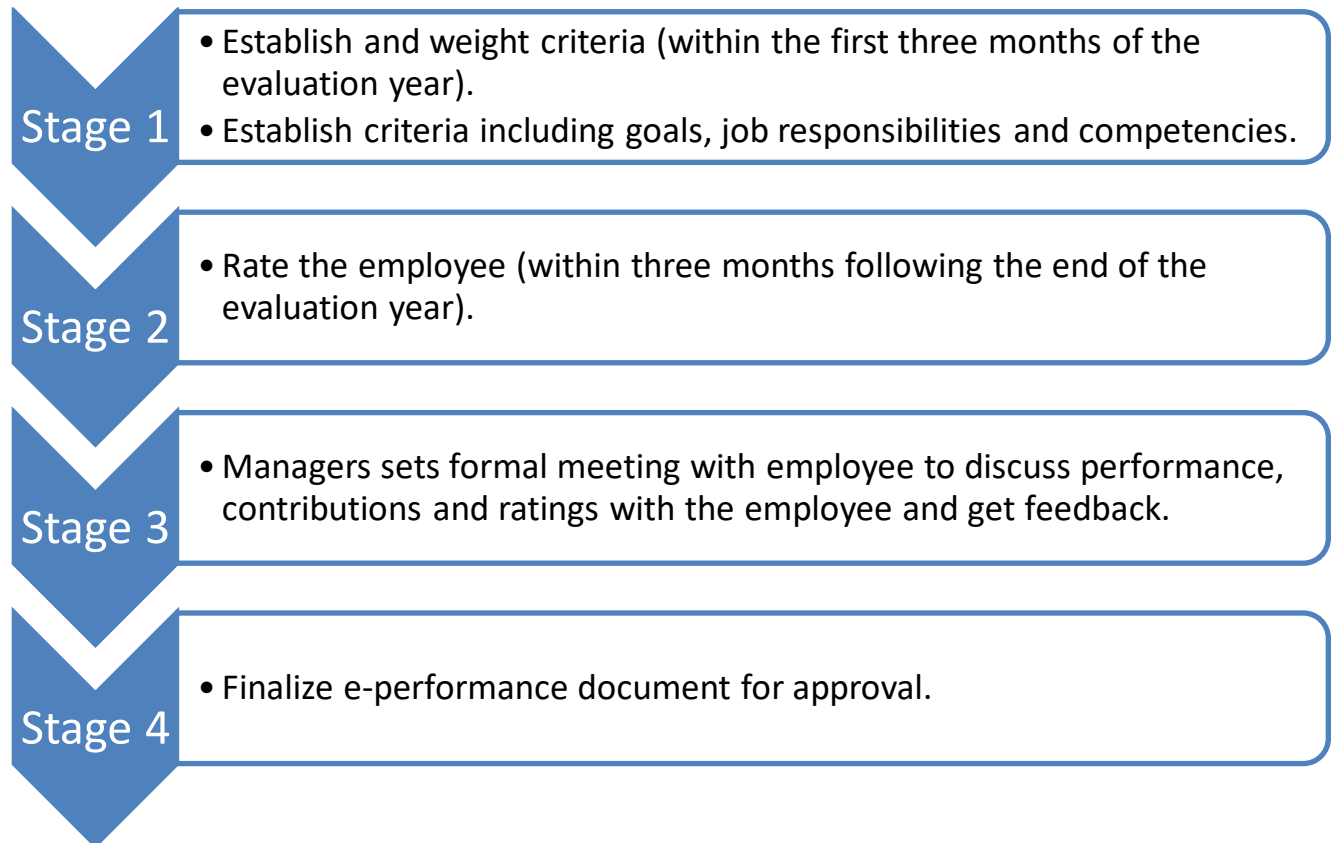 Stage 1
• Establish and weight criteria (within the first three months of the
evaluation year).
• Establish criteria including goals, job responsibilities and competencies.
Stage 2
• Rate the employee (within three months following the end of the
evaluation year).
Stage 3
• Managers sets formal meeting with employee to discuss performance,
contributions and ratings with the employee and get feedback.
Stage 4
• Finalize e-performance document for approval.